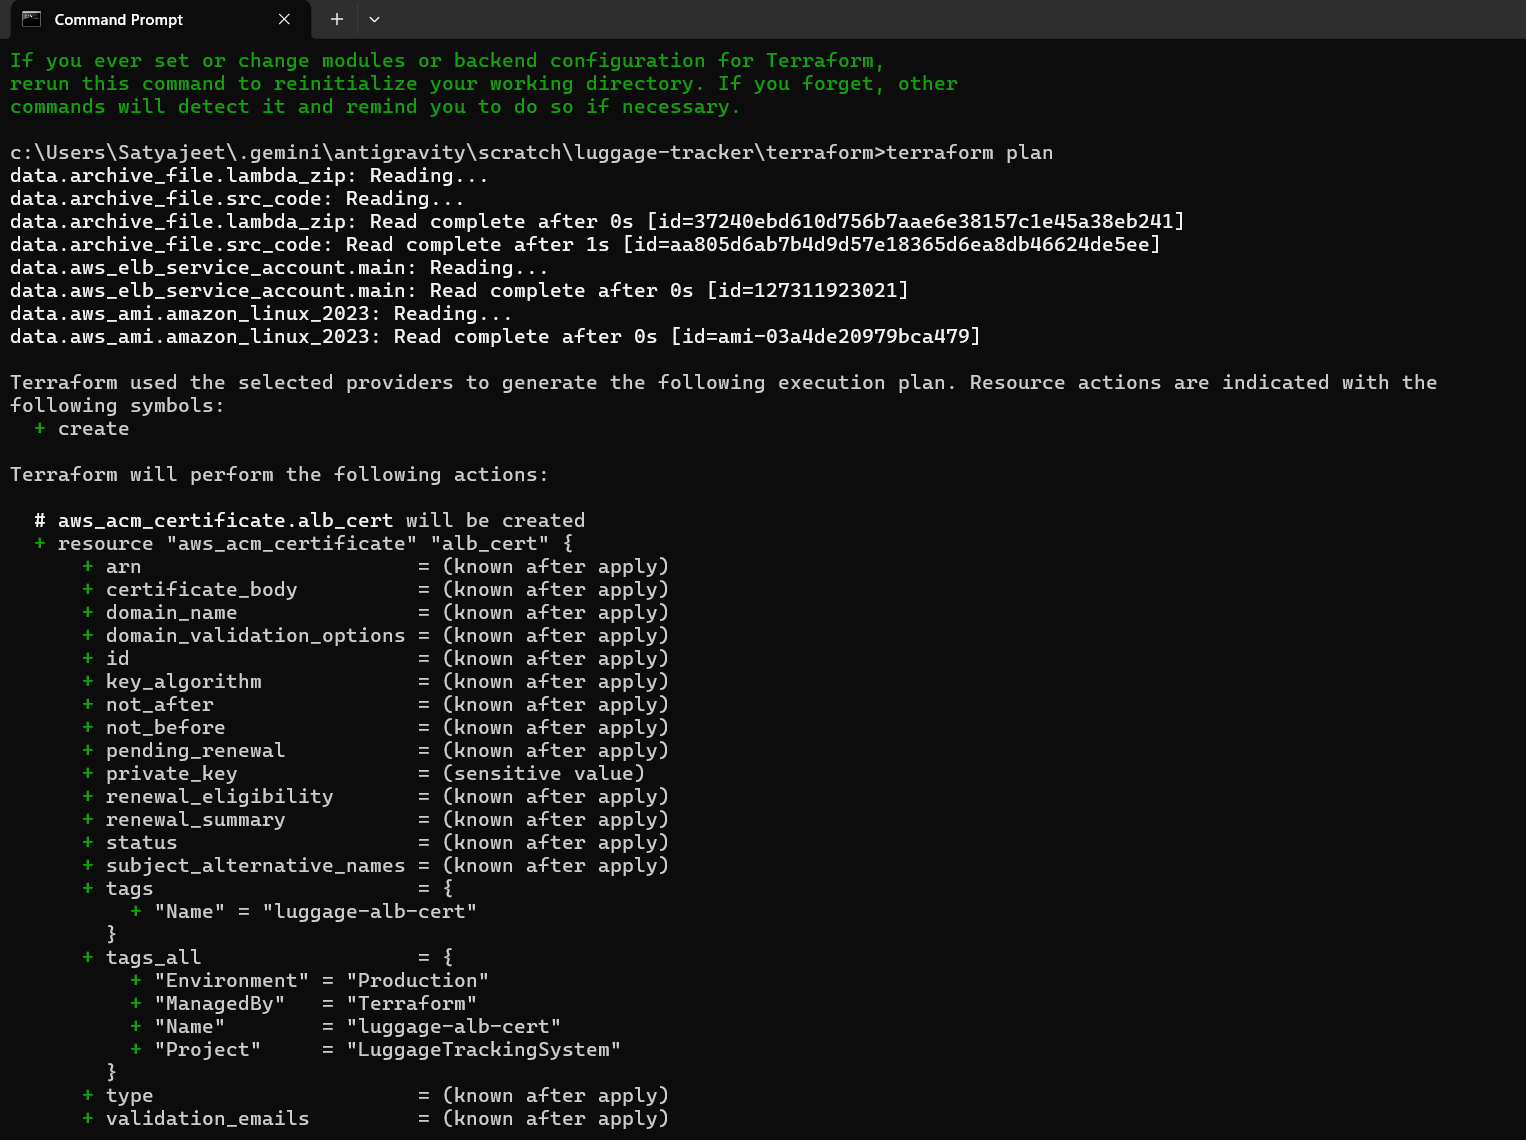 Command Prompt
If you ever set or change modules or backend configuration for Terraform,
rerun this command to reinitialize your working directory. If you forget, other
commands will detect it and remind you to do so if necessary.
c:\Users\Satyajeet\.gemini\antigravity\scratch\luggage-tracker\terraform>terraform plan
data.archive_file.lambda_zip: Reading...
data.archive_file.src_code: Reading...
data.archive_file.lambda_zip: Read complete after 0s [id=37240ebd610d756b7aae6e38157c1e45a38eb241]
data.archive_file.src_code: Read complete after 1s [id=aa805d6ab7b4d9d57e18365d6ea8db46624de5ee]
data.aws_elb_service_account.main: Reading...
data.aws_elb_service_account.main: Read complete after 0s [id=127311923021]
data.aws_ami.amazon_linux_2023: Reading...
data.aws_ami.amazon_linux_2023: Read complete after 0s [id=ami-03a4de20979bca479]
Terraform used the selected providers to generate the following execution plan. Resource actions are indicated with the
following symbols:
  + create
Terraform will perform the following actions:
  # aws_acm_certificate.alb_cert will be created
  + resource "aws_acm_certificate" "alb_cert" {
      + arn                       = (known after apply)
      + certificate_body          = (known after apply)
      + domain_name               = (known after apply)
      + domain_validation_options = (known after apply)
      + id                        = (known after apply)
      + key_algorithm             = (known after apply)
      + not_after                 = (known after apply)
      + not_before                = (known after apply)
      + pending_renewal           = (known after apply)
      + private_key               = (sensitive value)
      + renewal_eligibility       = (known after apply)
      + renewal_summary           = (known after apply)
      + status                    = (known after apply)
      + subject_alternative_names = (known after apply)
      + tags                      = {
          + "Name" = "luggage-alb-cert"
        }
      + tags_all                  = {
          + "Environment" = "Production"
          + "ManagedBy"   = "Terraform"
          + "Name"        = "luggage-alb-cert"
          + "Project"     = "LuggageTrackingSystem"
        }
      + type                      = (known after apply)
      + validation_emails         = (known after apply)